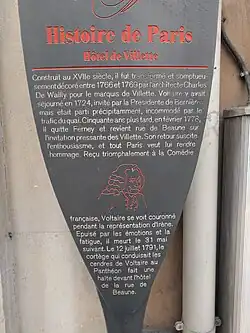 Histoire de Paris
Hôtel de Villette
Construit au XVIIe siècle, il fut transformé et somptueu-
sement décoré entre 1766 et 1769 par l'architecte Charles
De Wailly pour le marquis de Villette. Voltaire y avait
séjourné en 1724, invité par la Présidente de Bernières
mais était parti précipitamment, incommodé par le
trafic du quai. Cinquante ans plus tard, en février 1778,
il quitte Ferney et revient rue de Beaune sur
l'invitation pressante des Villette. Son retour suscite
l'enthousiasme, et tout Paris veut lui rendre
hommage. Reçu triomphalement à la Comédie
française, Voltaire se voit couronné
pendant la représentation d'Irène.
Epuisé par les émotions et la
fatigue, il meurt le 31 mai
suivant. Le 12 juillet 1791, le
cortège qui conduisait les
cendres de Voltaire au
Panthéon fait une
halte devant l'hôtel
de la rue de
Beaune.